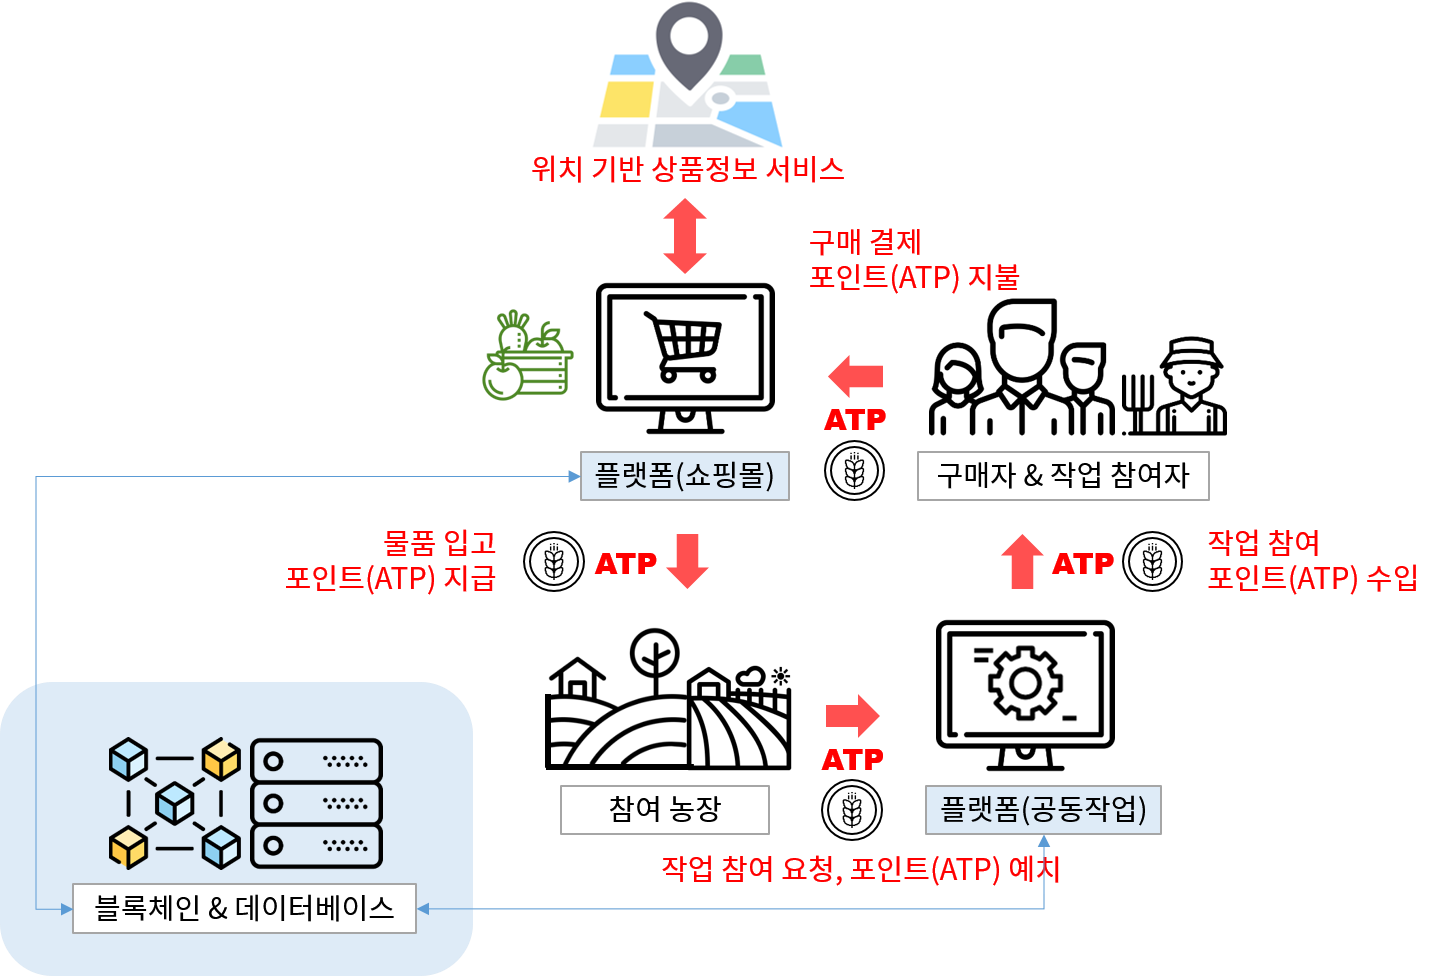 위치 기반 상품정보 서비스
구매 결제
포인트(ATP) 지불
ATP
플랫폼(쇼핑몰)
구매자 & 작업 참여자
물품 입고
포인트(ATP) 지급
ATP
ATP
작업 참여
포인트(ATP) 수입
ATP
참여 농장
플랫폼(공동작업)
작업 참여 요청, 포인트(ATP) 예치
블록체인 & 데이터베이스